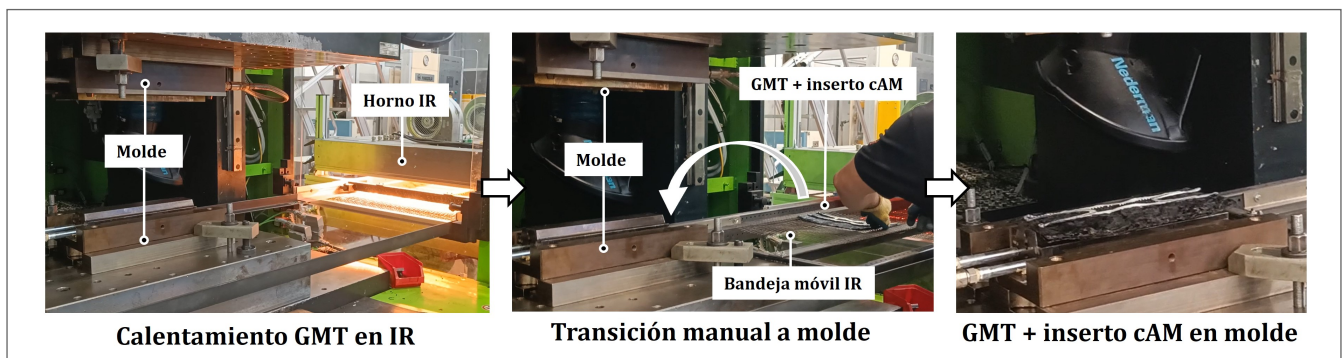 Horno IR
Molde
Calentamiento GMT en IR
GMT + inserto cAM
Molde
Bandeja móvil IR
Transición manual a molde
Nederman
GMT + inserto cAM en molde